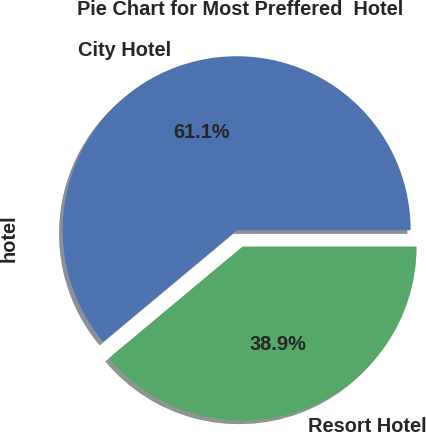 Pie Chart for Most Preffered  Hotel
City Hotel
61.1%
hotel
38.9%
Resort Hotel